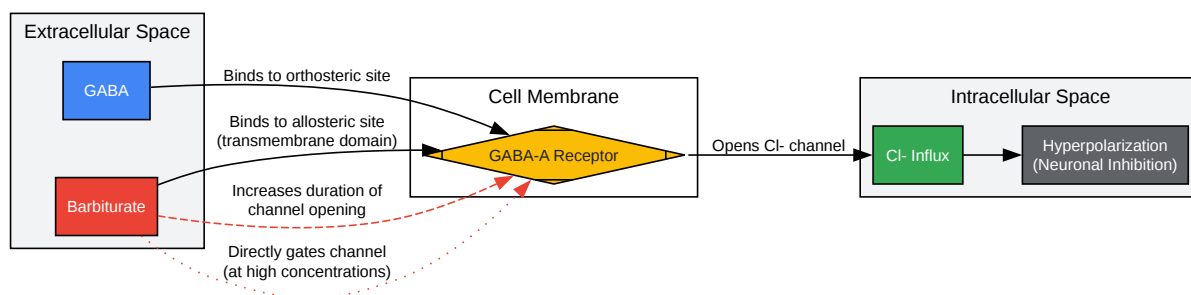 Extracellular Space
GABA
Barbiturate
Binds to orthosteric site
Binds to allosteric site
(transmembrane domain)
Increases duration of
channel opening
Directly gates channel
(at high concentrations)
Cell Membrane
GABA-A Receptor
Opens Cl- channel
Intracellular Space
Cl- Influx
Hyperpolarization
(Neuronal Inhibition)